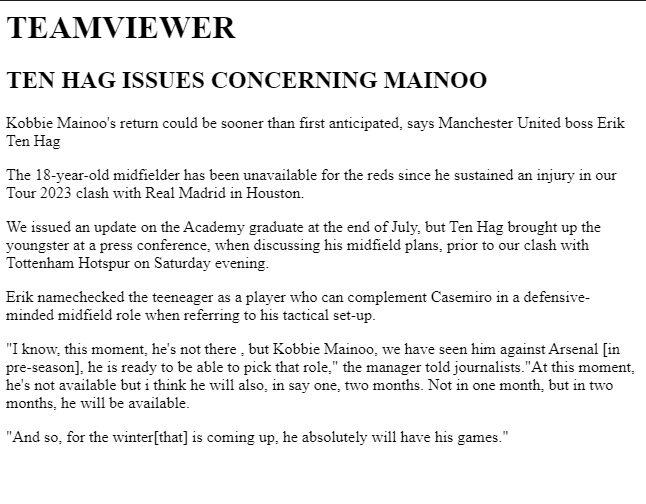 TEAMVIEWER
TEN HAG ISSUES CONCERNING MAINOO
Kobbie Mainoo's return could be sooner than first anticipated, says Manchester United boss Erik
Ten Hag
The 18-year-old midfielder has been unavailable for the reds since he sustained an injury in our
Tour 2023 clash with Real Madrid in Houston.
We issued an update on the Academy graduate at the end of July, but Ten Hag brought up the
youngster at a press conference, when discussing his midfield plans, prior to our clash with
Tottenham Hotspur on Saturday evening.
Erik namechecked the teeneager as a player who can complement Casemiro in a defensive-
minded midfield role when referring to his tactical set-up.
"I know, this moment, he's not there , but Kobbie Mainoo, we have seen him against Arsenal [in
pre-season], he is ready to be able to pick that role," the manager told journalists."At this moment,
he's not available but i think he will also, in say one, two months. Not in one month, but in two
months, he will be available.
"And so, for the winter[that] is coming up, he absolutely will have his games."